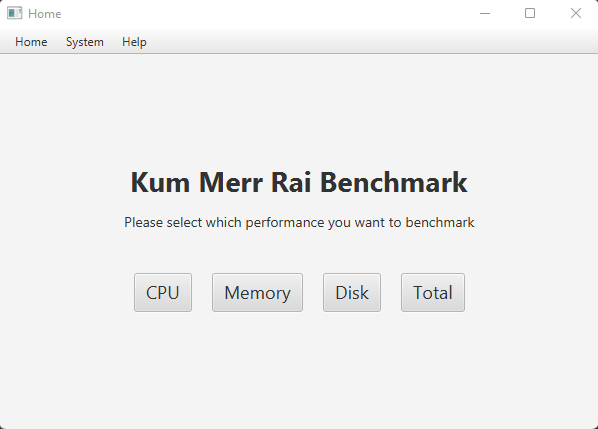 Home
Home System Help
Kum Merr Rai Benchmark
Please select which performance you want to benchmark
CPU Memory Disk Total